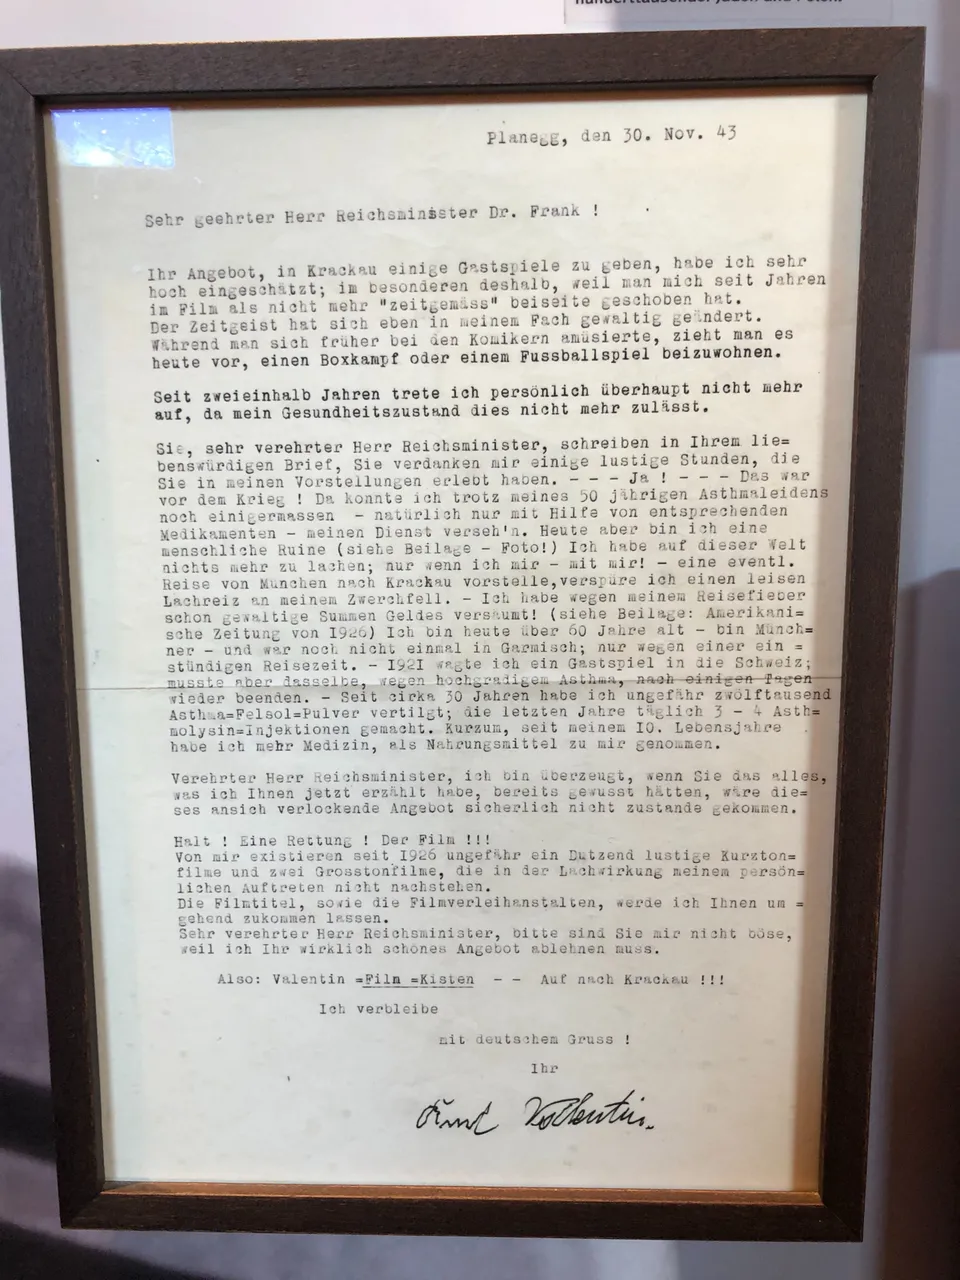 hunderttausender Juden und Polen.
Planegg, den 30. Nov. 43
Sehr geehrter Herr Reichsminister Dr. Frank !
Ihr Angebot, in Krackau einige Gastspiele zu geben, habe ich sehr
hoch eingeschätzt; im besonderen deshalb, weil man mich seit Jahren
im Film als nicht mehr "zeitgemäss" beiseite geschoben hat.
Der Zeitgeist hat sich eben in meinem Fach gewaltig geändert.
Während man sich früher bei den Komikern amüsierte, zieht man es
heute vor, einen Boxkampf oder einem Fussballspiel beizuwohnen.
Seit zweieinhalb Jahren trete ich persönlich überhaupt nicht mehr
auf, da mein Gesundheitszustand dies nicht mehr zulässt.
Sie, sehr verehrter Herr Reichsminister, schreiben in Ihrem lie=
benswürdigen Brief, Sie verdanken mir einige lustige Stunden, die
Sie in meinen Vorstellungen erlebt haben. - - - Ja ! - - - Das war
vor dem Krieg ! Da konnte ich trotz meines 50 jährigen Asthmaleidens
noch einigermassen - natürlich nur mit Hilfe von entsprechenden
Medikamenten - meinen Dienst verseh'n. Heute aber bin ich eine
menschliche Ruine (siehe Beilage - Foto!) Ich habe auf dieser Welt
nichts mehr zu lachen; nur wenn ich mir - mit mir! - eine eventl.
Reise von München nach Krackau vorstelle,verspüre ich einen leisen
Lachreiz an meinem Zwerchfell. - Ich habe wegen meinem Reisefieber
schon gewaltige Summen Geldes versäumt! (siehe Beilage: Amerikani=
sche Zeitung von 1926) Ich bin heute über 60 Jahre alt - bin Münch=
ner - und war noch nicht einmal in Garmisch; nur wegen einer ein =
stündigen Reisezeit. - 1921 wagte ich ein Gastspiel in die Schweiz;
musste aber dasselbe, wegen hochgradigem Asthma, nach einigen Tagen
wieder beenden. - Seit cirka 30 Jahren habe ich ungefähr zwölftausend
Asthma=Felsol=Pulver vertilgt; die letzten Jahre täglich 3 - 4 Asth=
molysin=Injektionen gemacht. Kurzum, seit meinem 10. Lebensjahre
habe ich mehr Medizin, als Nahrungsmittel zu mir genommen.
Verehrter Herr Reichsminister, ich bin überzeugt, wenn Sie das alles,
was ich Ihnen jetzt erzählt habe, bereits gewusst hätten, wäre die=
ses ansich verlockende Angebot sicherlich nicht zustande gekommen.
Halt ! Eine Rettung ! Der Film !!!
Von mir existieren seit 1926 ungefähr ein Dutzend lustige Kurzton=
filme und zwei Grosstonfilme, die in der Lachwirkung meinem persön=
lichen Auftreten nicht nachstehen.
Die Filmtitel, sowie die Filmverleihanstalten, werde ich Ihnen um =
gehend zukommen lassen.
Sehr verehrter Herr Reichsminister, bitte sind Sie mir nicht böse,
weil ich Ihr wirklich schönes Angebot ablehnen muss.
Also: Valentin =Film =Kisten - - Auf nach Krackau !!!
Ich verbleibe
mit deutschem Gruss !
Ihr
Karl Valentin.